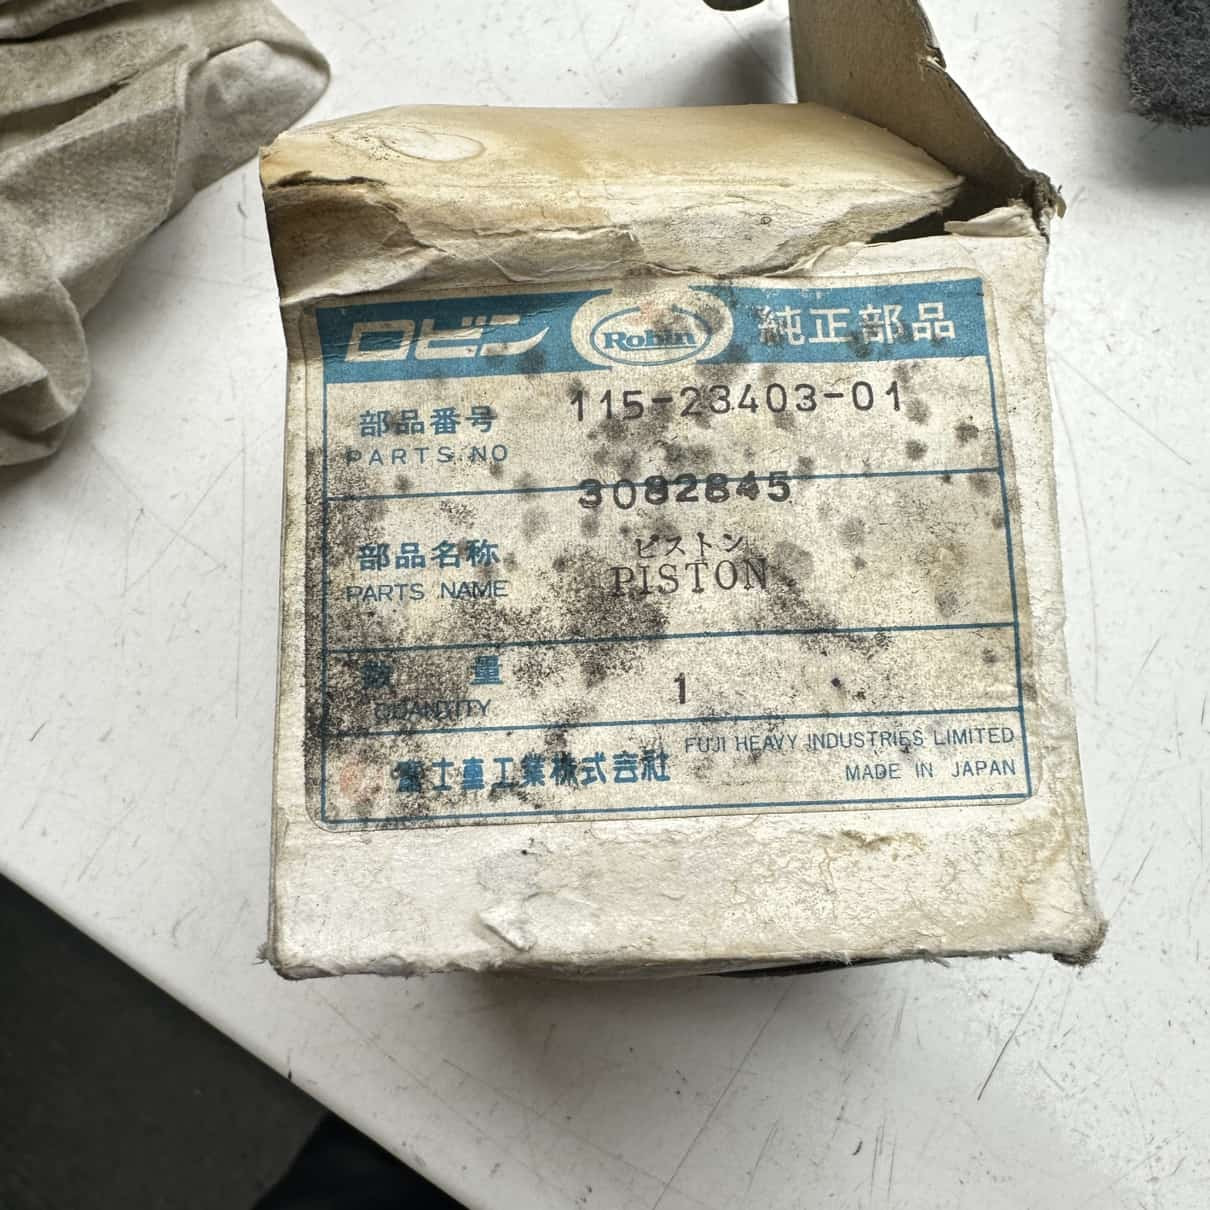 ロビン Robin 純正部品
部品番号 115-23403-01
PARTS NO
3082845
部品名称 ピストン
PARTS NAME PISTON
数量 1
QUANTITY
富士重工業株式会社 FUJI HEAVY INDUSTRIES LIMITED
MADE IN JAPAN